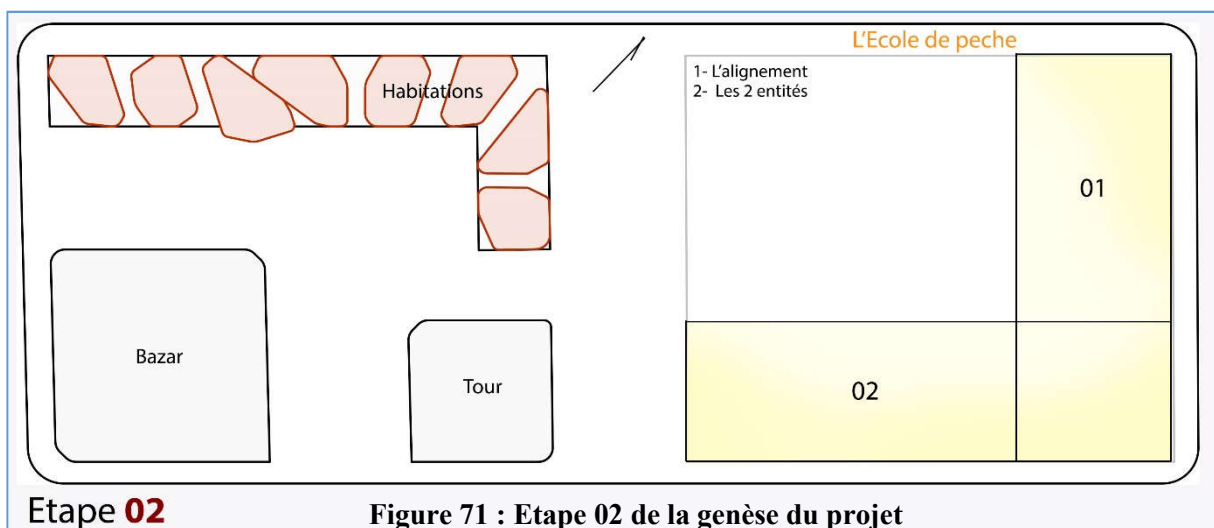 L'Ecole de peche
1- L'alignement
2- Les 2 entités
Habitations
01
Bazar
Tour
02
Etape 02
Figure 71 : Etape 02 de la genèse du projet